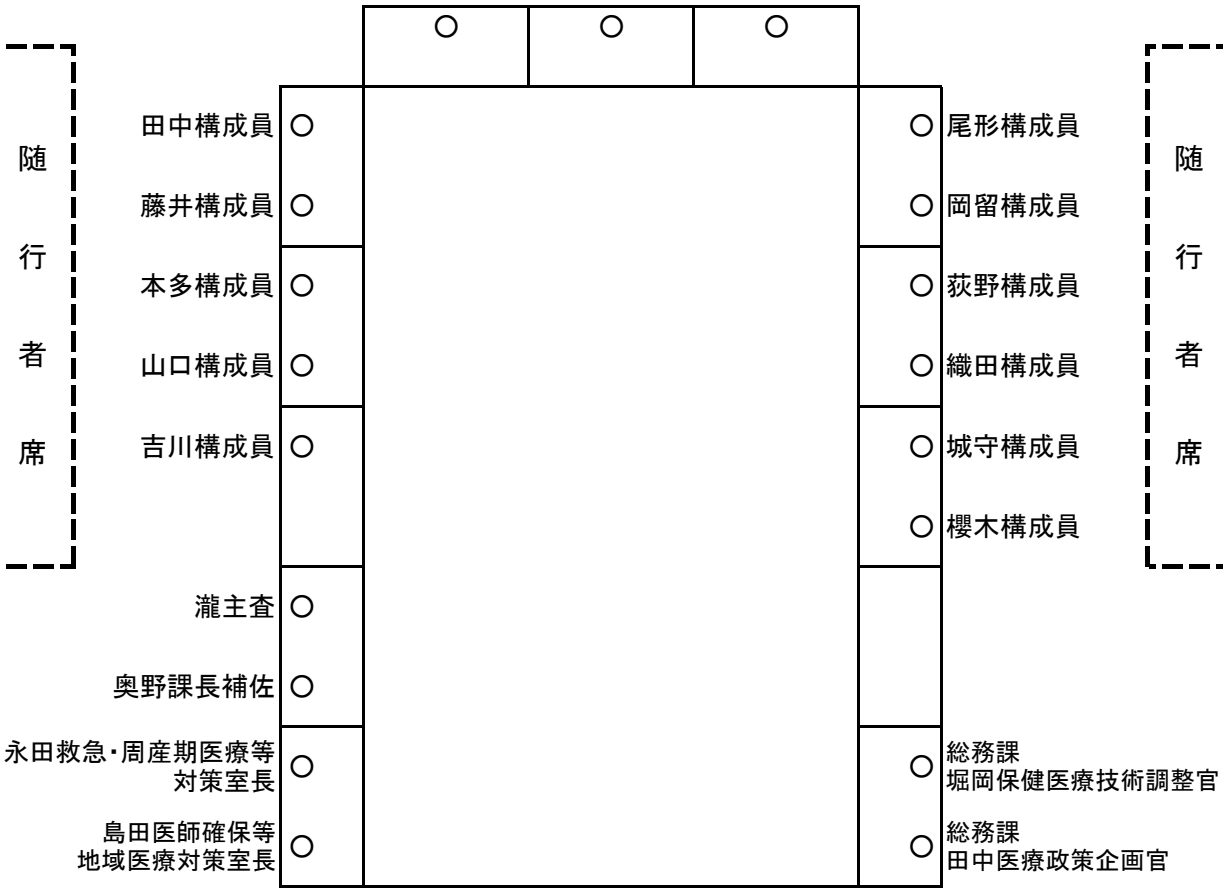 随行者席
田中構成員
藤井構成員
本多構成員
山口構成員
吉川構成員
瀧主査
奥野課長補佐
永田救急・周産期医療等
対策室長
島田医師確保等
地域医療対策室長
尾形構成員
岡留構成員
荻野構成員
織田構成員
城守構成員
櫻木構成員
総務課
堀岡保健医療技術調整官
総務課
田中医療政策企画官
随行者席